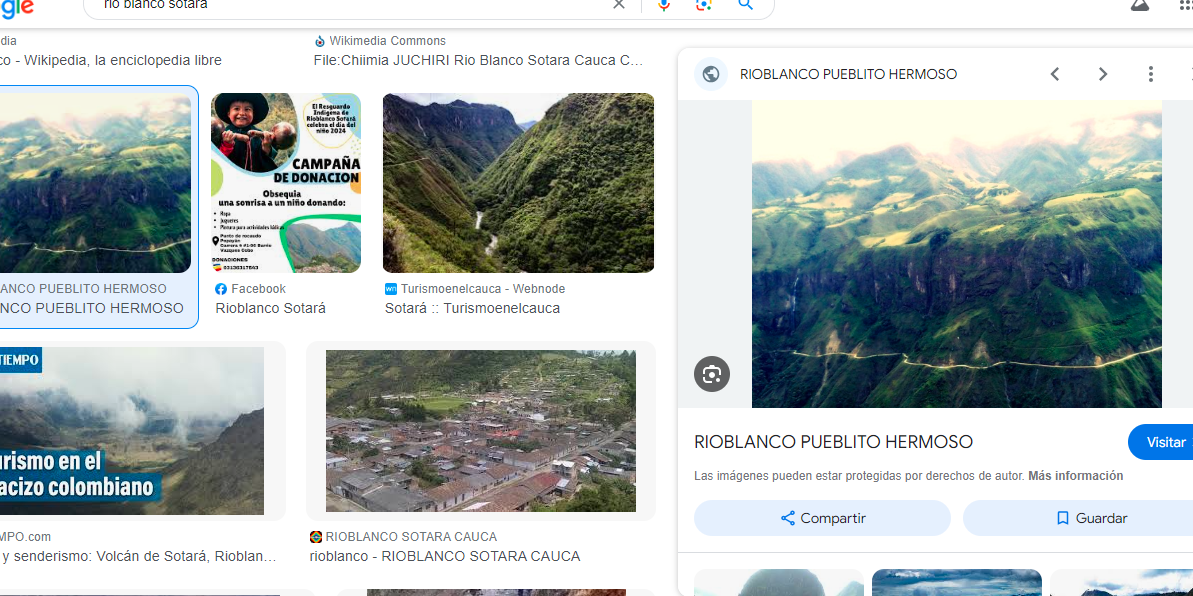 gle
rio blanco sotará
dia
co - Wikipedia, la enciclopedia libre
Wikimedia Commons
File:Chiimia JUCHIRI Rio Blanco Sotara Cauca C...
RIOBLANCO PUEBLITO HERMOSO
El Resguardo
Indígena de
Rioblanco Sotará
celebra el día del
niño 2024
CAMPAÑA
DE DONACION
Obsequia
una sonrisa a un niño donando:
Ropa
Juguetes
Pintura para actividades lúdicas
Punto de recaudo
Popayán
Vasquez Cobo
DONACIONES
ANCO PUEBLITO HERMOSO
NCO PUEBLITO HERMOSO
Facebook
Rioblanco Sotará
wn
Turismoenelcauca - Webnode
Sotará :: Turismoenelcauca
TIEMPO
urismo en el
acizo colombiano
MPO.com
y senderismo: Volcán de Sotará, Rioblan...
RIOBLANCO SOTARA CAUCA
rioblanco - RIOBLANCO SOTARA CAUCA
RIOBLANCO PUEBLITO HERMOSO
Visitar
Las imágenes pueden estar protegidas por derechos de autor. Más información
Compartir
Guardar